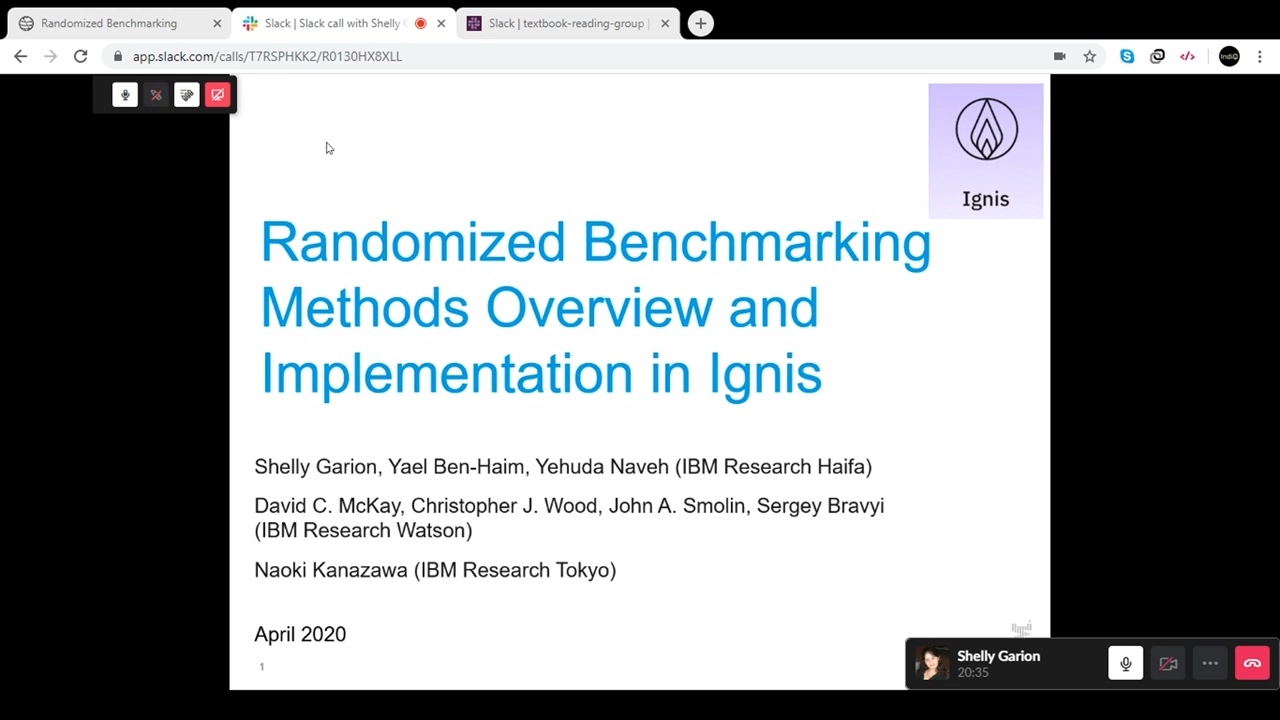 Randomized Benchmarking
Slack | Slack call with Shelly G
Slack | textbook-reading-group |
app.slack.com/calls/T7RSPHKK2/R0130HX8XLL
IndiQ
Ignis
Randomized Benchmarking
Methods Overview and
Implementation in Ignis
Shelly Garion, Yael Ben-Haim, Yehuda Naveh (IBM Research Haifa)
David C. McKay, Christopher J. Wood, John A. Smolin, Sergey Bravyi
(IBM Research Watson)
Naoki Kanazawa (IBM Research Tokyo)
April 2020
1
Shelly Garion
20:35